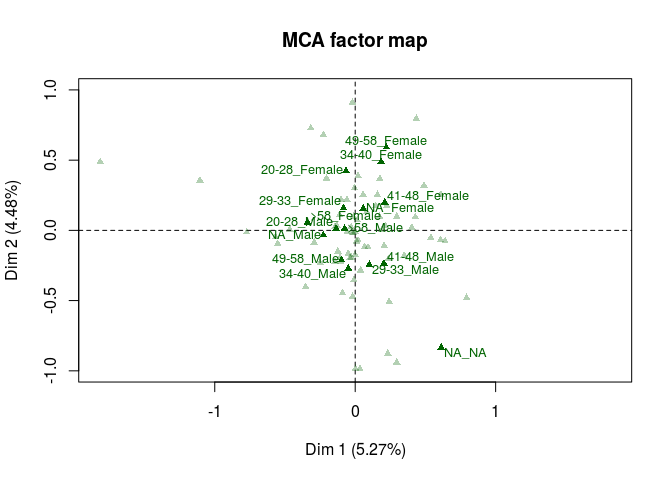 MCA factor map
1.0
0.5
0.0
-0.5
-1.0
Dim 2 (4.48%)
49-58_Female
34-40_Female
20-28_Female
41-48_Female
29-33_Female
NA_Female
>58_Female
20-28_Male
>58_Male
NA_Male
49-58_Male
41-48_Male
34-40_Male
29-33_Male
NA_NA
-1
0
1
Dim 1 (5.27%)